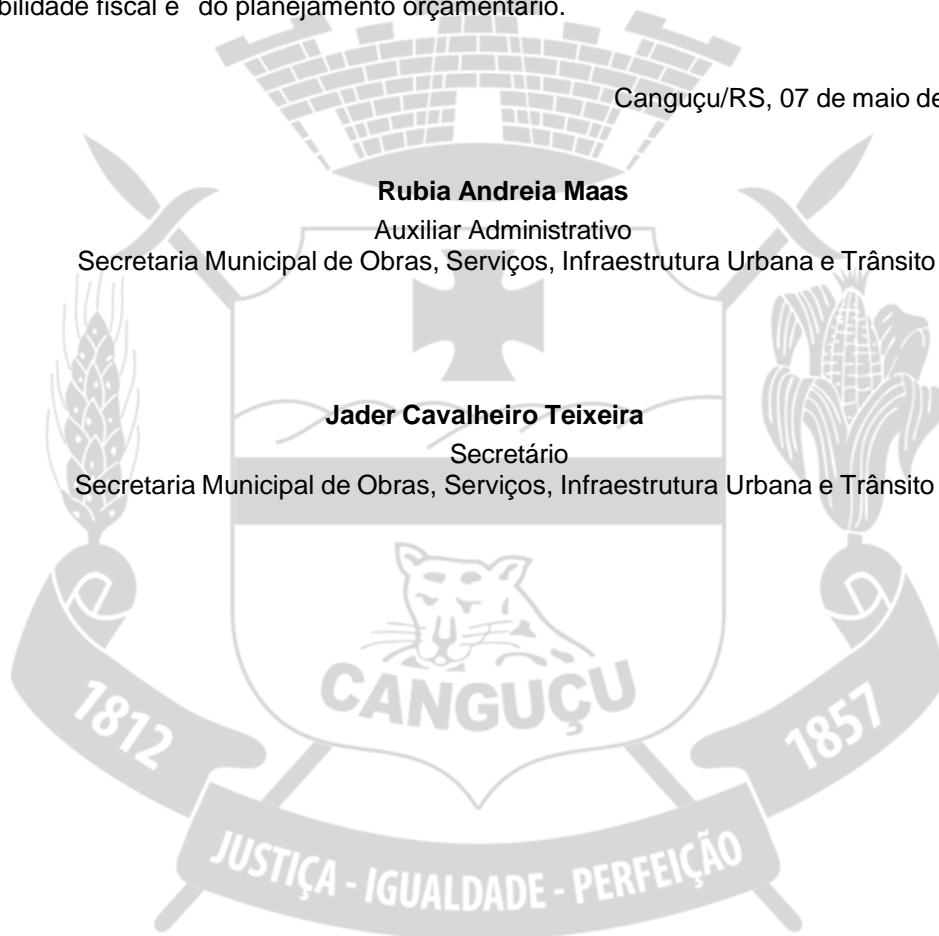 bilidade fiscal e do planejamento orçamentário.
Canguçu/RS, 07 de maio de
Rubia Andreia Maas
Auxiliar Administrativo
Secretaria Municipal de Obras, Serviços, Infraestrutura Urbana e Trânsito
Jader Cavalheiro Teixeira
Secretário
Secretaria Municipal de Obras, Serviços, Infraestrutura Urbana e Trânsito
CANGUÇU
1812
1857
JUSTIÇA - IGUALDADE - PERFEIÇÃO